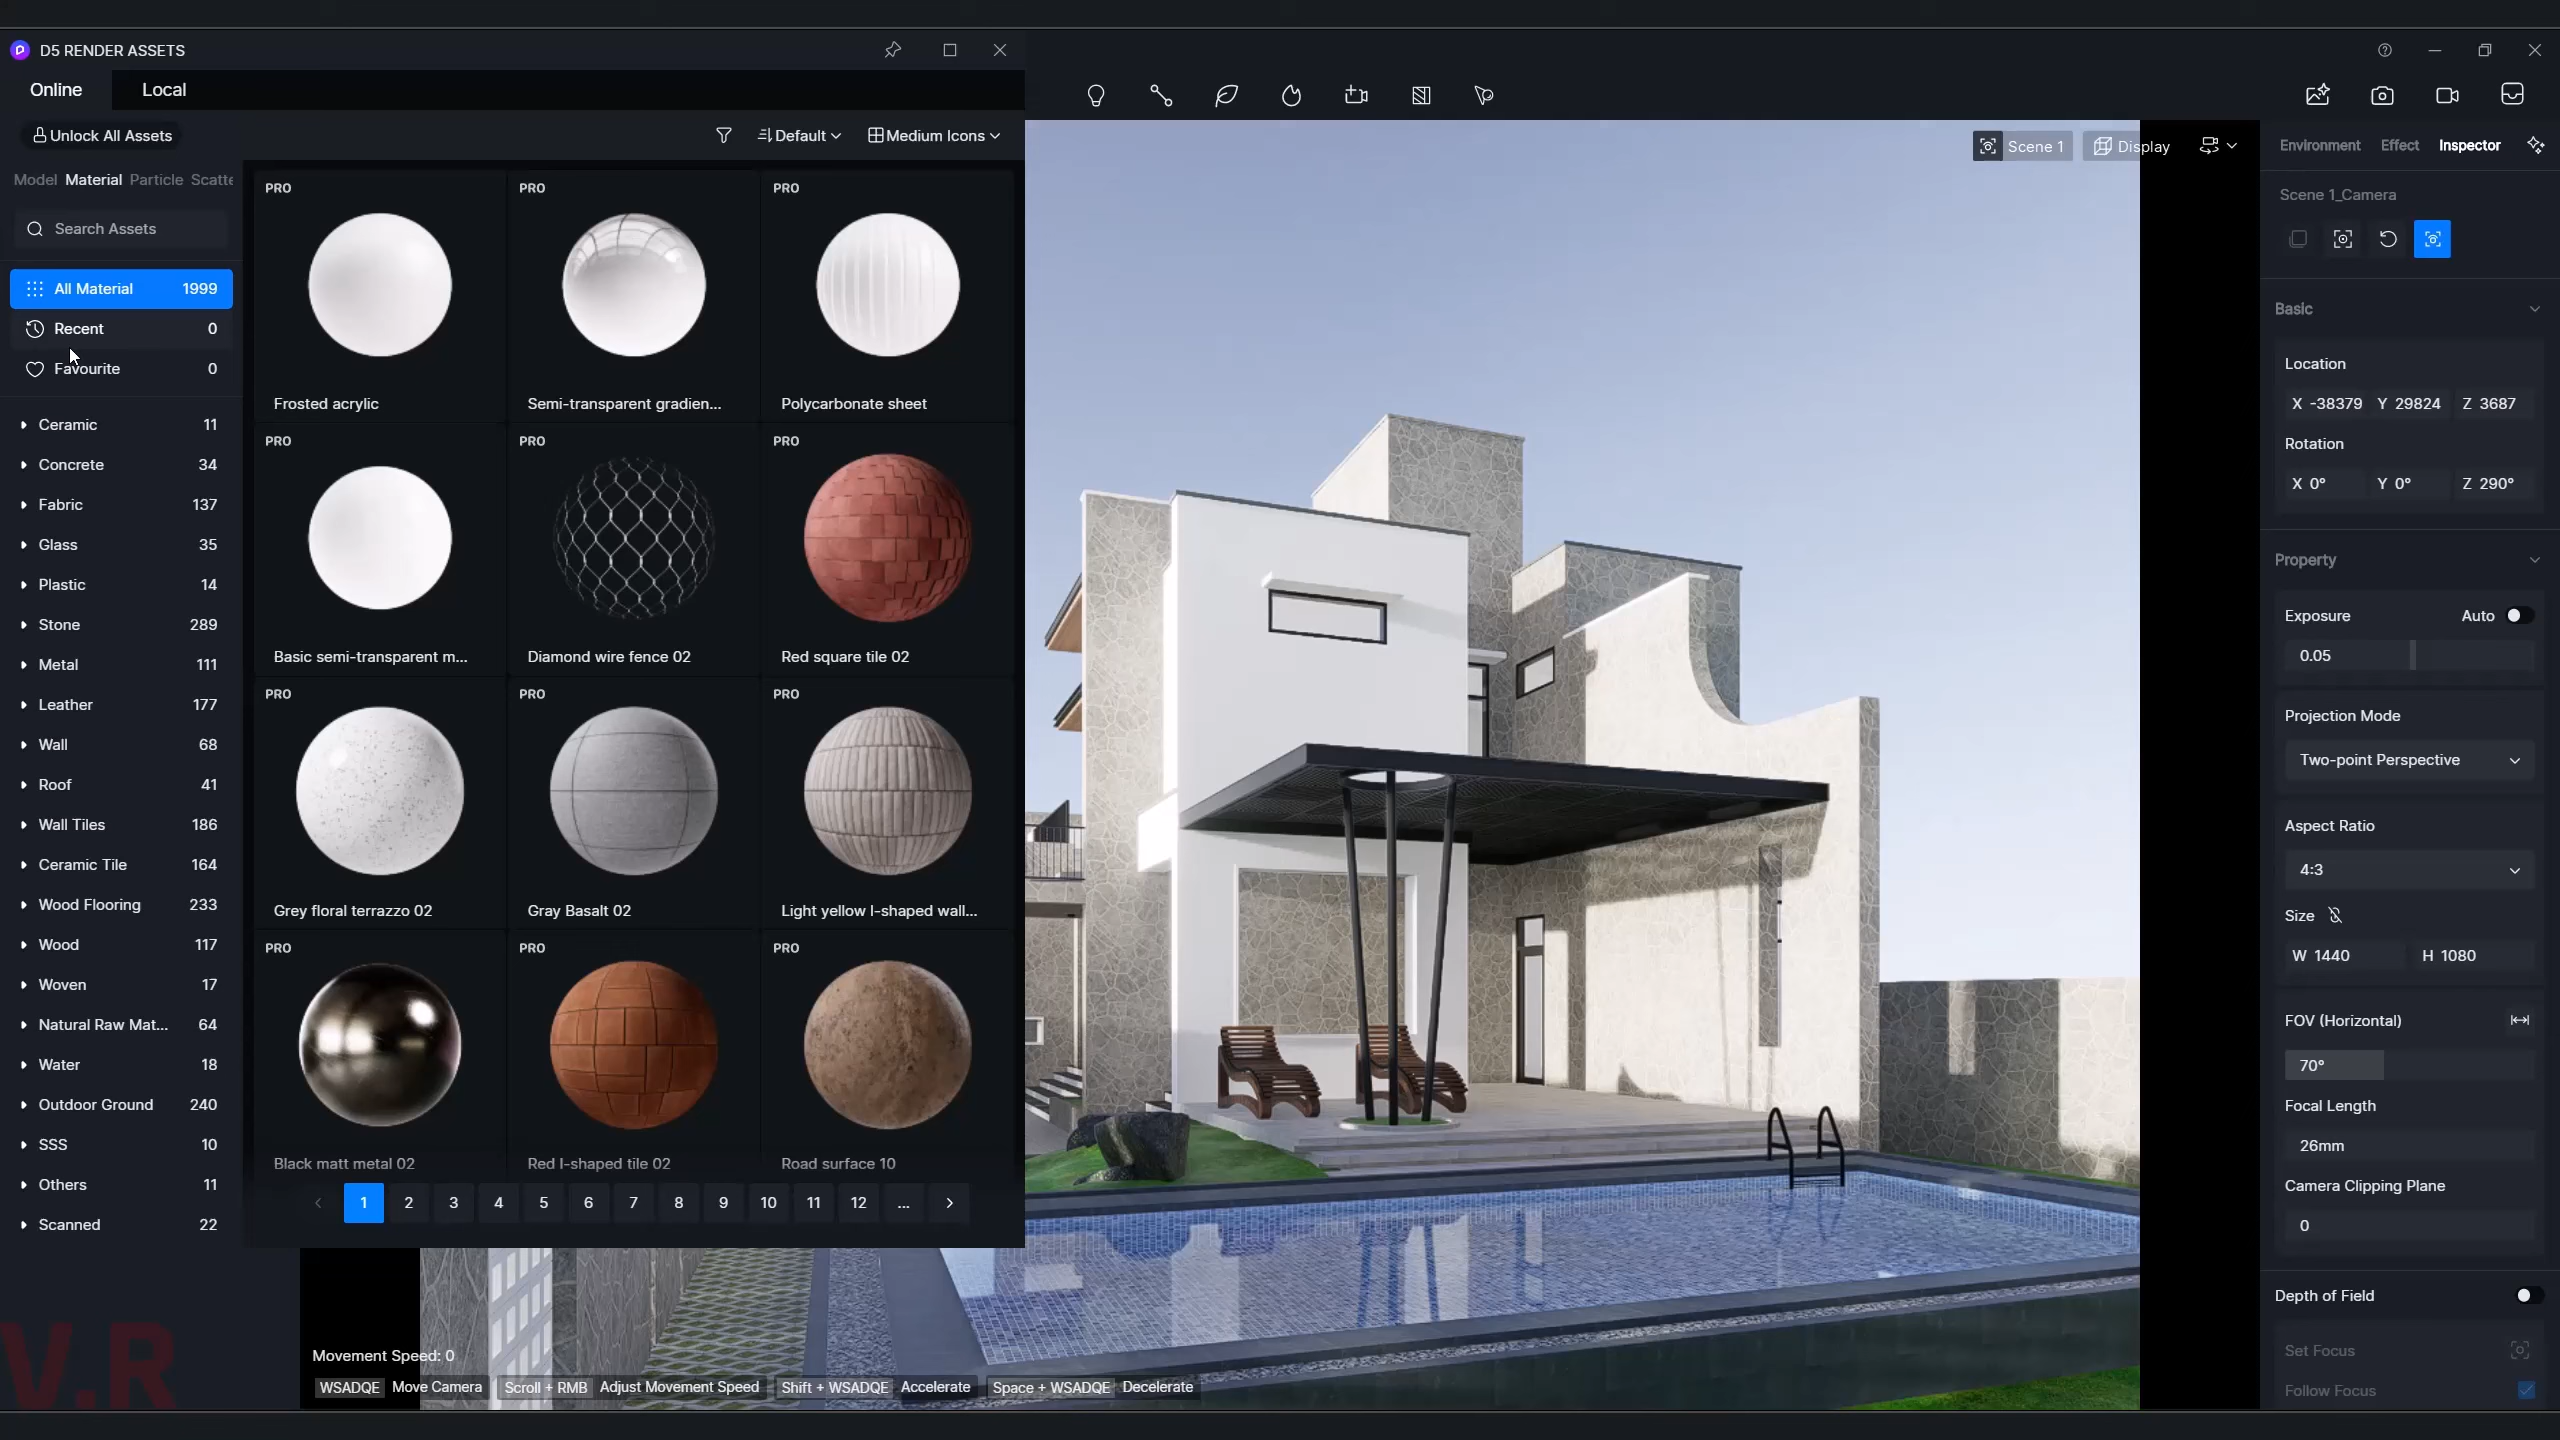 D5 RENDER ASSETS
Online Local
Unlock All Assets Default Medium Icons
Model Material Particle Scatte
Search Assets
All Material 1999
Recent 0
Favourite 0
Ceramic 11
Concrete 34
Fabric 137
Glass 35
Plastic 14
Stone 289
Metal 111
Leather 177
Wall 68
Roof 41
Wall Tiles 186
Ceramic Tile 164
Wood Flooring 233
Wood 117
Woven 17
Natural Raw Mat... 64
Water 18
Outdoor Ground 240
SSS 10
Others 11
Scanned 22
V.R
PRO PRO PRO
Frosted acrylic Semi-transparent gradien... Polycarbonate sheet
PRO PRO PRO
Basic semi-transparent m... Diamond wire fence 02 Red square tile 02
PRO PRO PRO
Grey floral terrazzo 02 Gray Basalt 02 Light yellow I-shaped wall...
PRO PRO PRO
Black matt metal 02 Red I-shaped tile 02 Road surface 10
1 2 3 4 5 6 7 8 9 10 11 12 ...
Scene 1 Display
Movement Speed: 0
WSADQE Move Camera Scroll + RMB Adjust Movement Speed Shift + WSADQE Accelerate Space + WSADQE Decelerate
Environment Effect Inspector
Scene 1_Camera
Basic
Location
X -38379 Y 29824 Z 3687
Rotation
X 0° Y 0° Z 290°
Property
Exposure Auto
0.05
Projection Mode
Two-point Perspective
Aspect Ratio
4:3
Size
W 1440 H 1080
FOV (Horizontal)
70°
Focal Length
26mm
Camera Clipping Plane
0
Depth of Field
Set Focus
Follow Focus